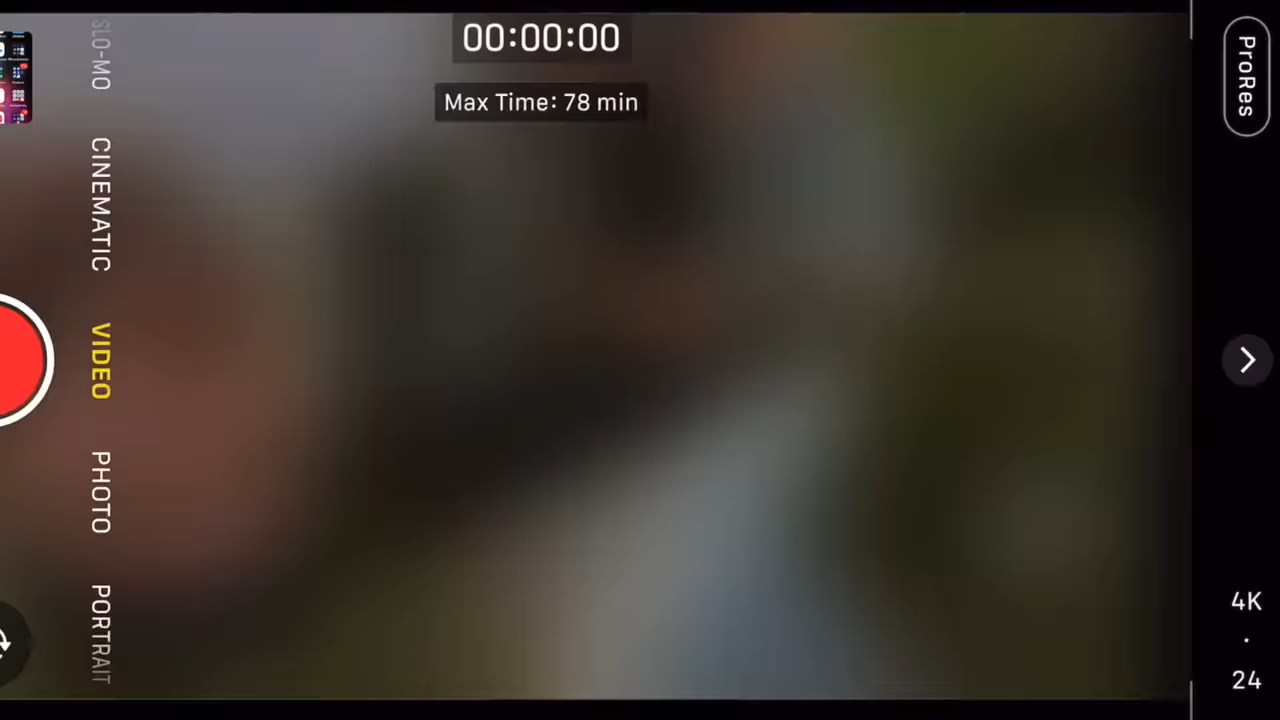 00:00:00
Max Time: 78 min
SLO-MO
CINEMATIC
VIDEO
PHOTO
PORTRAIT
ProRes
4K
·
24